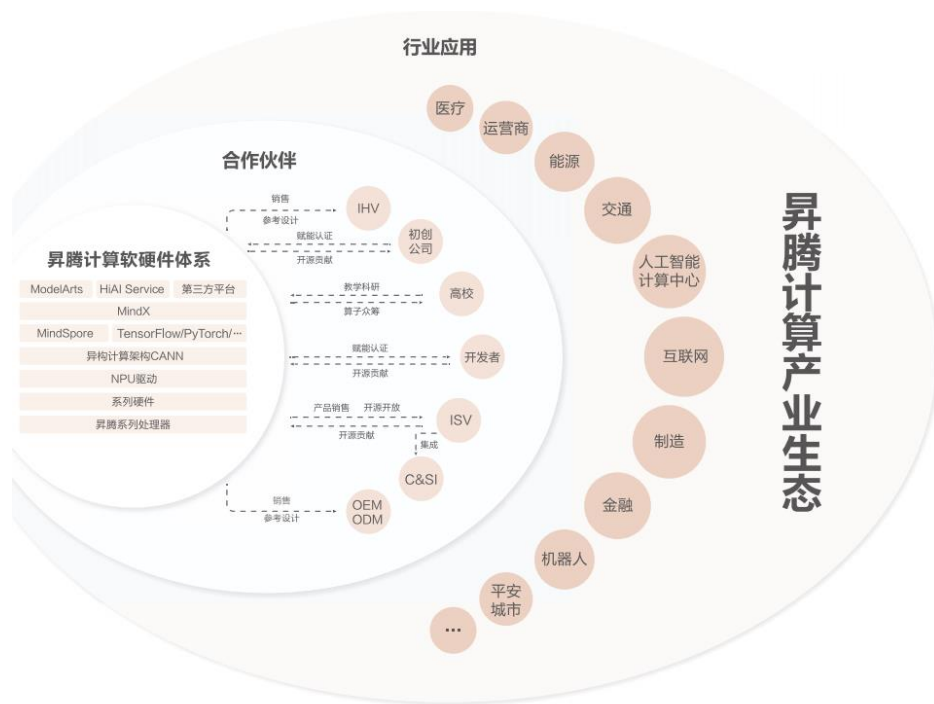 行业应用
医疗
运营商
能源
交通
人工智能
计算中心
互联网
制造
金融
机器人
平安
城市
…
合作伙伴
销售
参考设计
IHV
赋能认证
开源贡献
初创
公司
教学科研
算子众筹
高校
赋能认证
开源贡献
开发者
产品销售 开源开放
开源贡献
ISV
集成
C&SI
销售
参考设计
OEM
ODM
昇腾计算软硬件体系
ModelArts HiAI Service 第三方平台
MindX
MindSpore TensorFlow/PyTorch/…
异构计算架构CANN
NPU驱动
系列硬件
昇腾系列处理器
昇腾计算产业生态